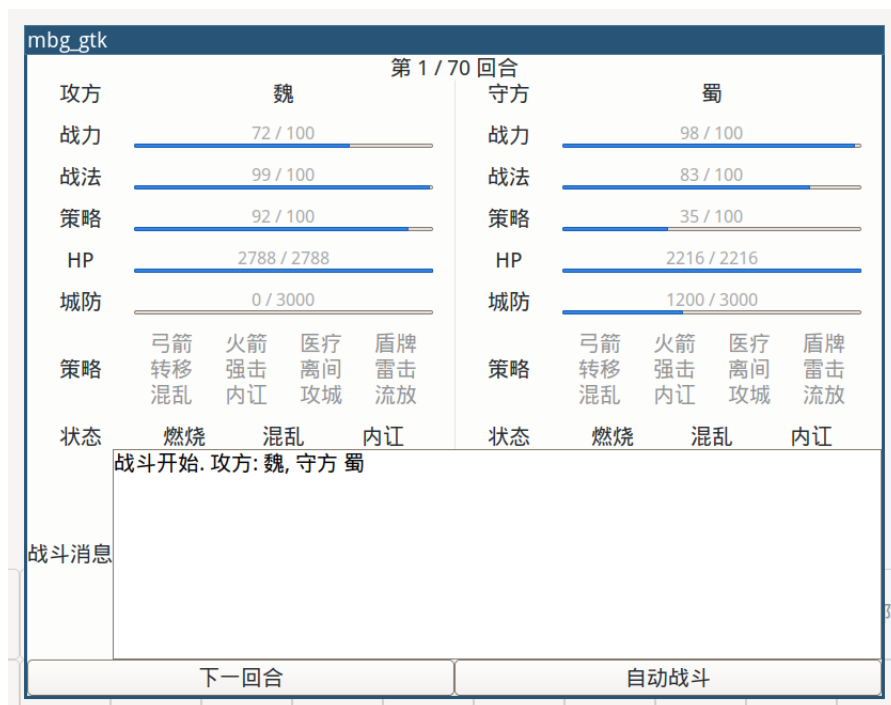 mbg_gtk
第 1 / 70 回合
攻方 魏 守方 蜀
战力 72 / 100 战力 98 / 100
战法 99 / 100 战法 83 / 100
策略 92 / 100 策略 35 / 100
HP 2788 / 2788 HP 2216 / 2216
城防 0 / 3000 城防 1200 / 3000
弓箭 火箭 医疗 盾牌 弓箭 火箭 医疗 盾牌
策略 转移 强击 离间 雷击 策略 转移 强击 离间 雷击
混乱 内讧 攻城 流放 混乱 内讧 攻城 流放
状态 燃烧 混乱 内讧 状态 燃烧 混乱 内讧
战斗开始. 攻方: 魏, 守方 蜀
战斗消息
下一回合 自动战斗